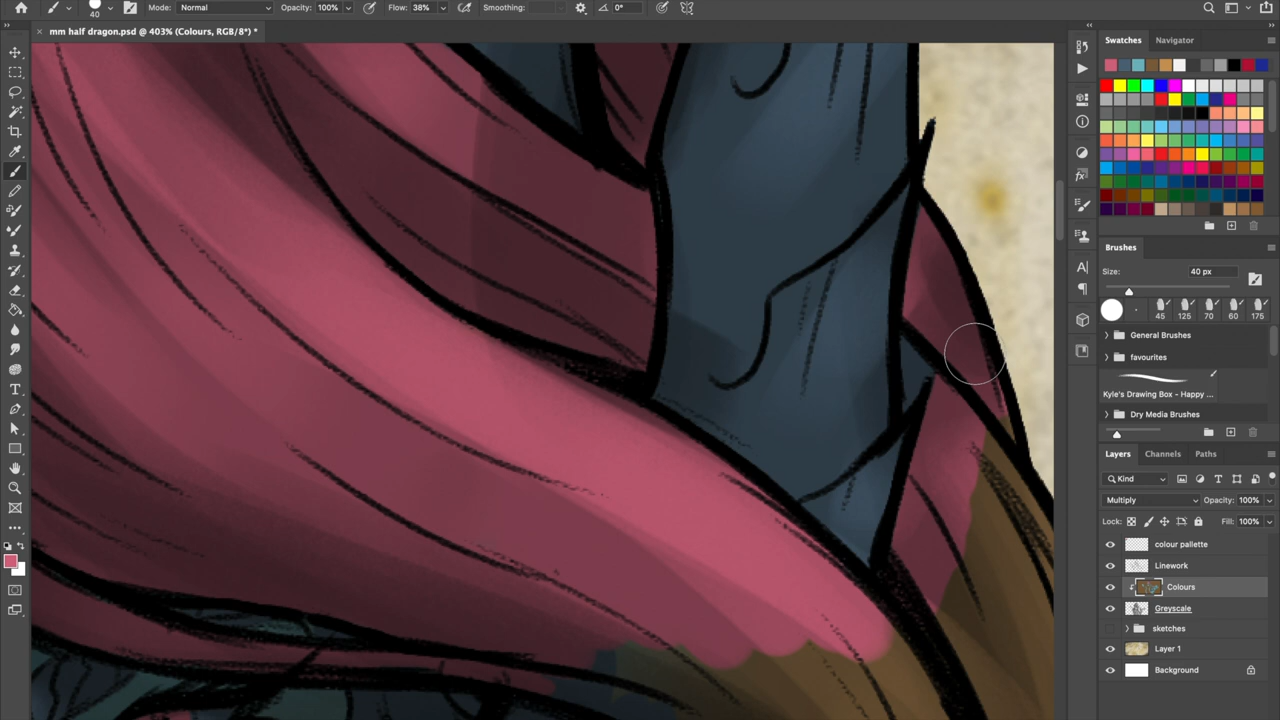 Mode: Normal Opacity: 100% Flow: 38% Smoothing: 0°
40
mm half dragon.psd @ 403% (Colours, RGB/8*) *
Swatches Navigator
Brushes
Size: 40 px
45 125 70 60 175
General Brushes
favourites
Kyle's Drawing Box - Happy ...
Dry Media Brushes
Layers Channels Paths
Kind
Multiply Opacity: 100%
Lock: Fill: 100%
colour pallette
Linework
Colours
Greyscale
sketches
Layer 1
Background